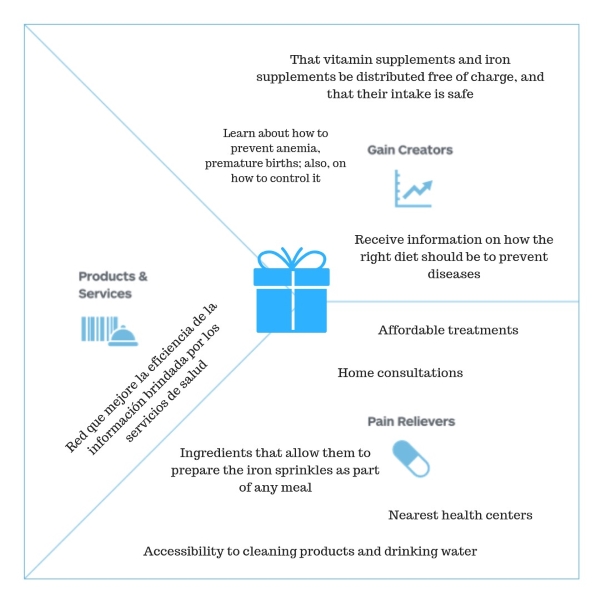 That vitamin supplements and iron
supplements be distributed free of charge, and
that their intake is safe
Learn about how to
prevent anemia,
premature births; also, on
how to control it
Gain Creators
Receive information on how the
right diet should be to prevent
diseases
Products &
Services
Red que mejore la eficiencia de la
información brindada por los
servicios de salud
Affordable treatments
Home consultations
Pain Relievers
Ingredients that allow them to
prepare the iron sprinkles as part
of any meal
Nearest health centers
Accessibility to cleaning products and drinking water